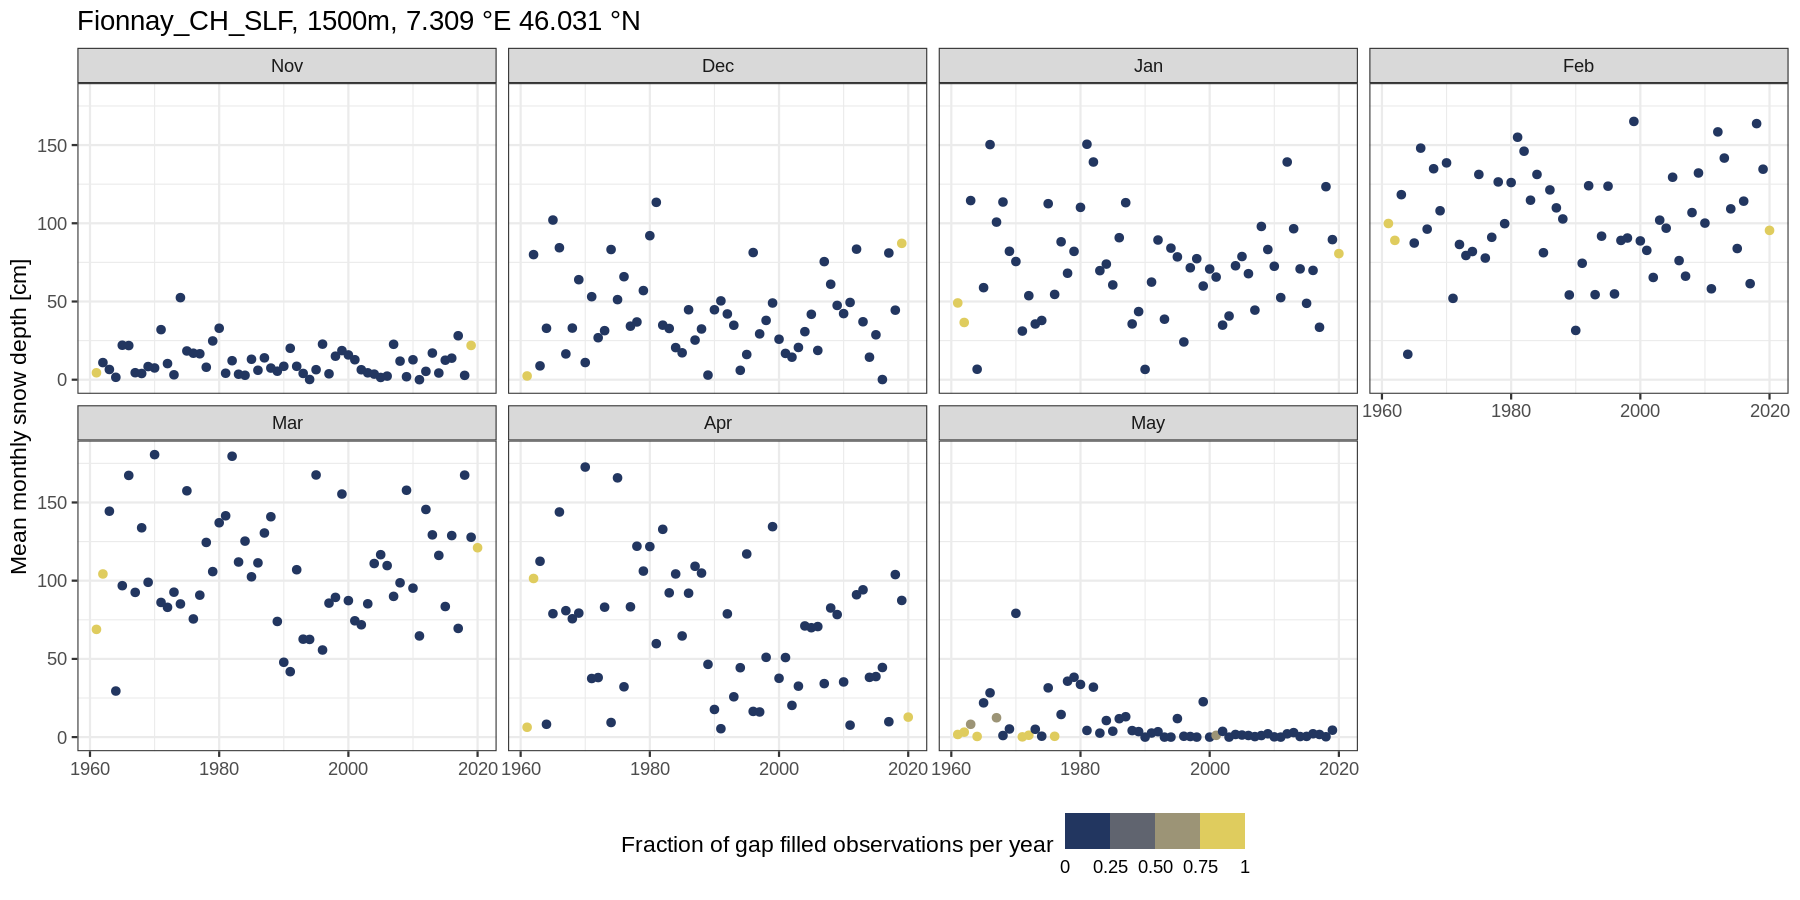 Fionnay_CH_SLF, 1500m, 7.309 °E 46.031 °N
Nov
Dec
Jan
Feb
150
100
50
0
1960 1980 2000 2020
Mean monthly snow depth [cm]
Mar
Apr
May
150
100
50
0
1960 1980 2000 2020
1960 1980 2000 2020
1960 1980 2000 2020
Fraction of gap filled observations per year
0 0.25 0.50 0.75 1